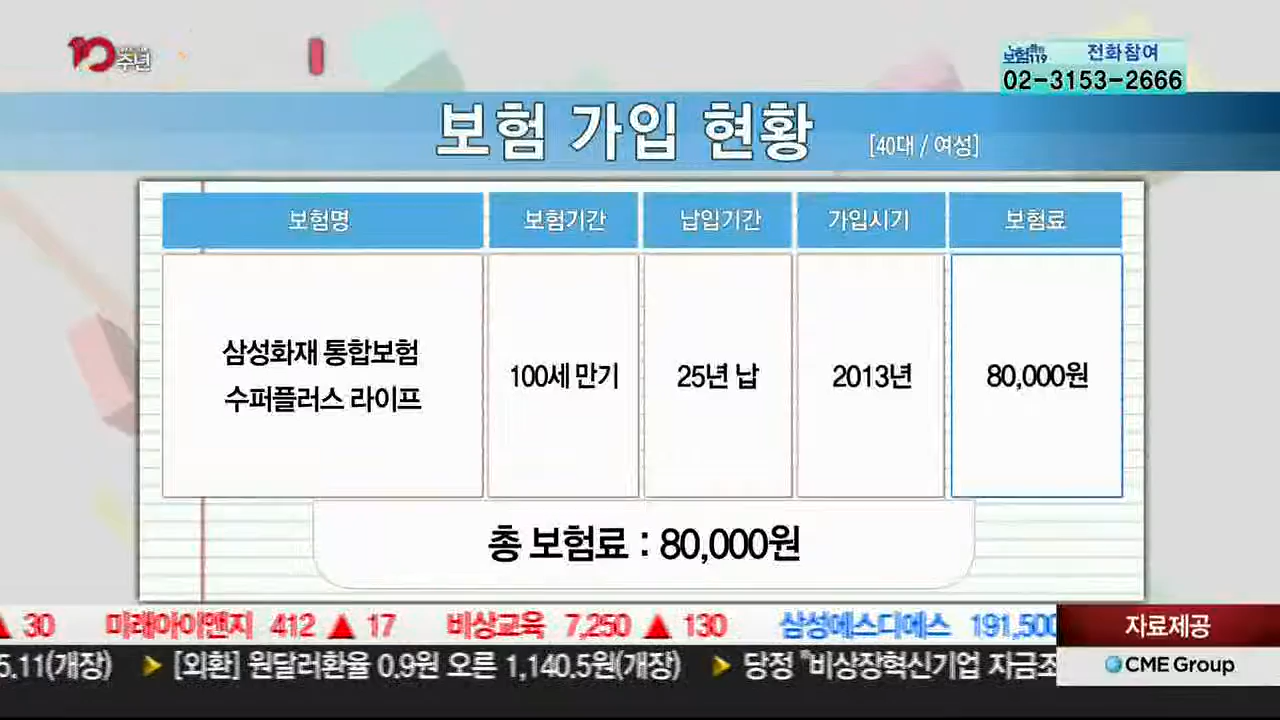 10주년
보험119
전화참여
02-3153-2666
보험 가입 현황
[40대 / 여성]
보험명 보험기간 납입기간 가입시기 보험료
삼성화재 통합보험
수퍼플러스 라이프
100세 만기 25년 납 2013년 80,000원
총 보험료 : 80,000원
▲ 30 미래아이앤지 412 ▲ 17 비상교육 7,250 ▲ 130 삼성에스디에스 191,500
자료제공
5.11(개장) ▶ [외환] 원달러환율 0.9원 오른 1,140.5원(개장) ▶ 당정 "비상장혁신기업 자금조
CME Group